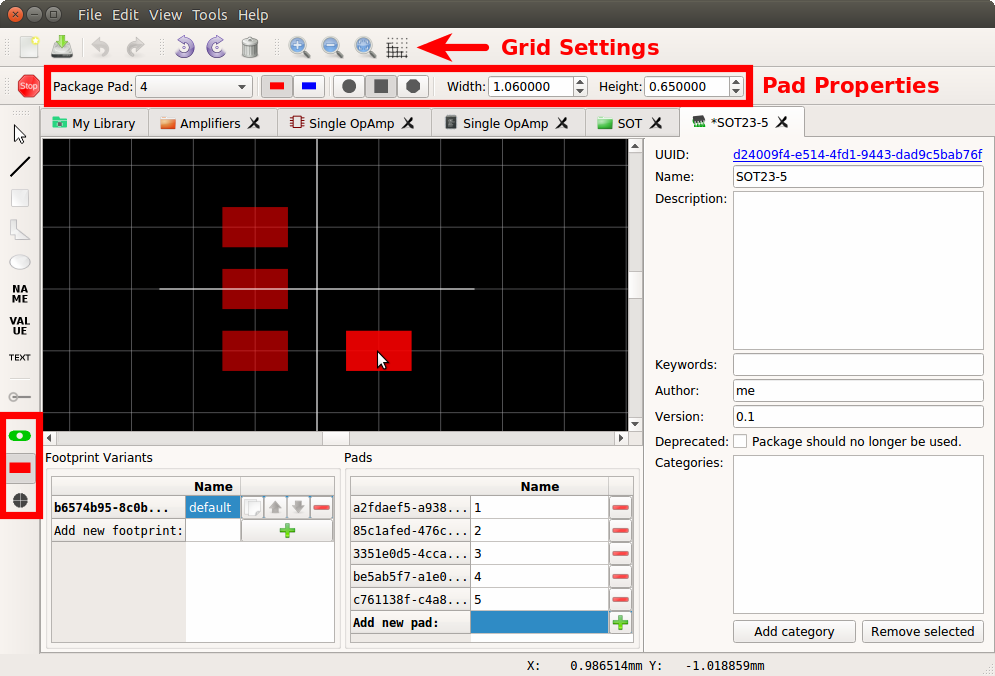 File Edit View Tools Help
Grid Settings
Stop Package Pad: 4 Width: 1.060000 Height: 0.650000 Pad Properties
My Library Amplifiers Single OpAmp Single OpAmp SOT *SOT23-5
UUID: d24009f4-e514-4fd1-9443-dad9c5bab76f
Name: SOT23-5
Description:
NA
ME
VAL
UE
TEXT
Keywords:
Author: me
Version: 0.1
Deprecated: Package should no longer be used.
Categories:
Footprint Variants
Name
b6574b95-8c0b... default
Add new footprint:
Pads
Name
a2fdaef5-a938... 1
85c1afed-476c... 2
3351e0d5-4cca... 3
be5ab5f7-a1e0... 4
c761138f-c4a8... 5
Add new pad:
Add category Remove selected
X: 0.986514mm Y: -1.018859mm